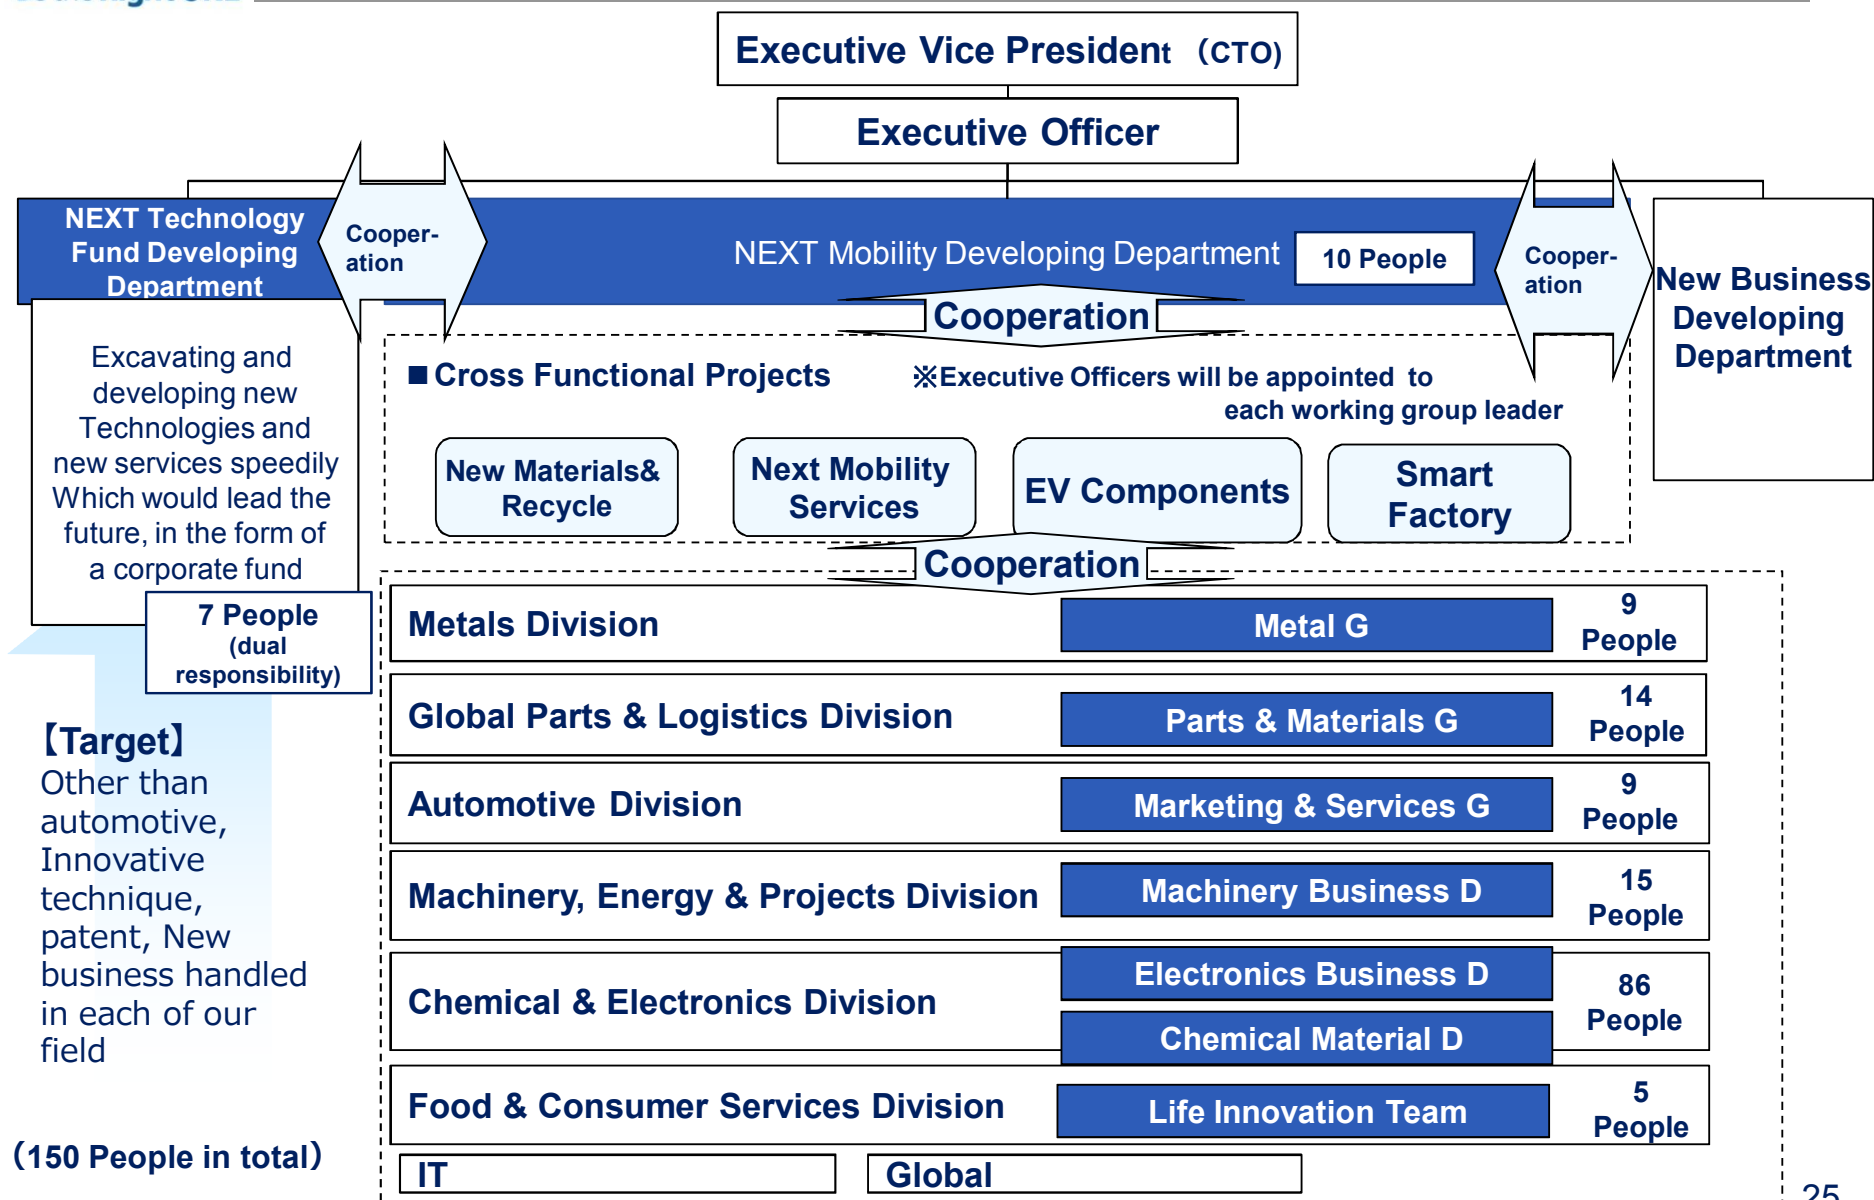 Executive Vice President （CTO)
Executive Officer
NEXT Technology
Fund Developing
Department
Cooper-
ation
NEXT Mobility Developing Department
10 People
Cooper-
ation
New Business
Developing
Department
Cooperation
Excavating and
developing new
Technologies and
new services speedily
Which would lead the
future, in the form of
a corporate fund
7 People
(dual
responsibility)
■Cross Functional Projects
※Executive Officers will be appointed to
each working group leader
New Materials&
Recycle
Next Mobility
Services
EV Components
Smart
Factory
Cooperation
Metals Division
Metal G
9
People
Global Parts & Logistics Division
Parts & Materials G
14
People
Automotive Division
Marketing & Services G
9
People
Machinery, Energy & Projects Division
Machinery Business D
15
People
Chemical & Electronics Division
Electronics Business D
Chemical Material D
86
People
Food & Consumer Services Division
Life Innovation Team
5
People
IT
Global
【Target】
Other than
automotive,
Innovative
technique,
patent, New
business handled
in each of our
field
（150 People in total）
25